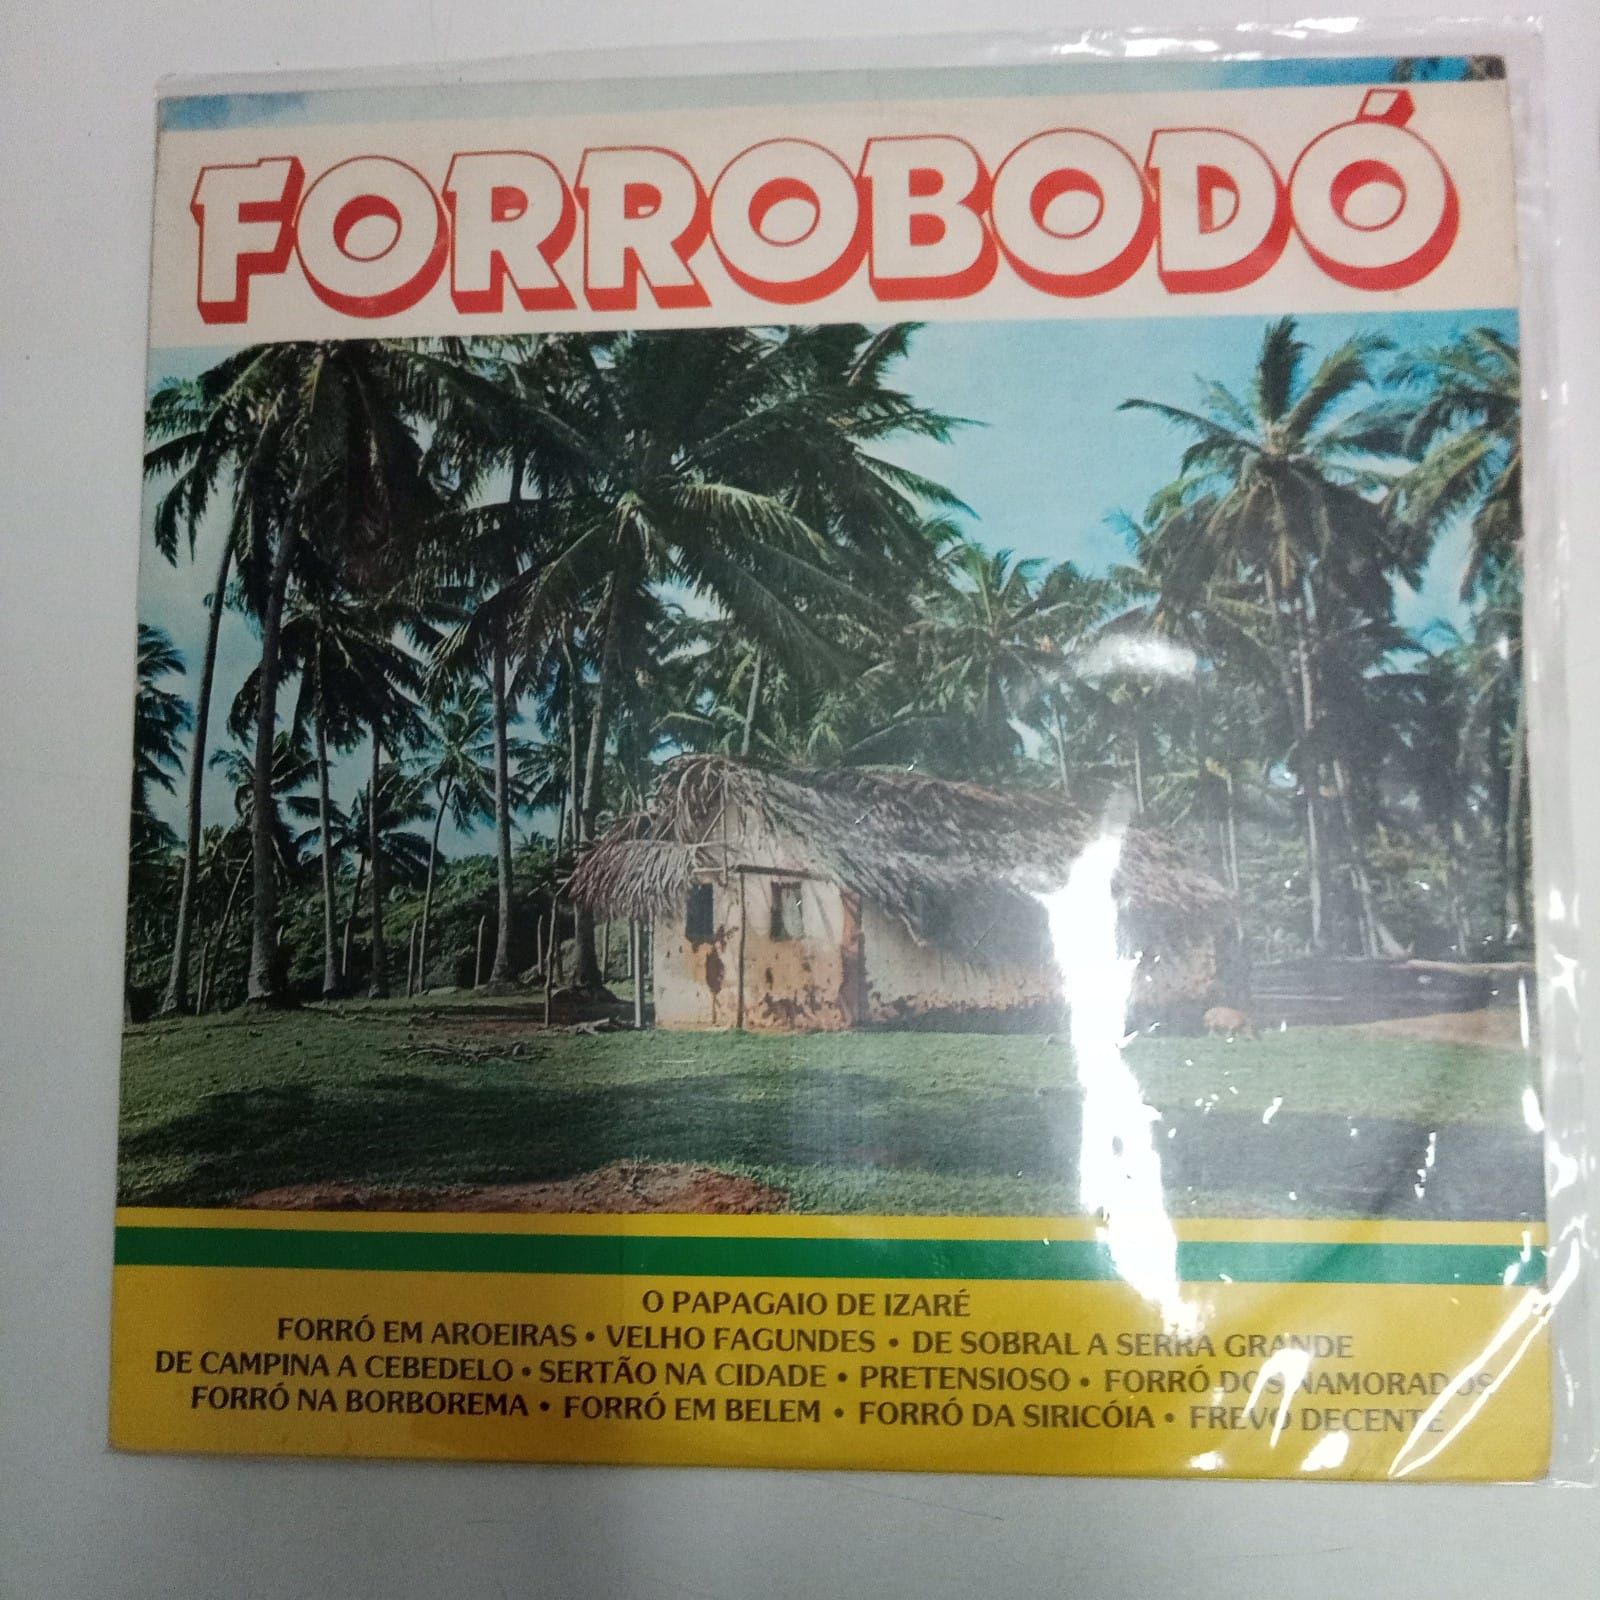 FORROBODÓ
O PAPAGAIO DE IZARÉ
FORRÓ EM AROEIRAS • VELHO FAGUNDES • DE SOBRAL A SERRA GRANDE
DE CAMPINA A CEBEDELO • SERTÃO NA CIDADE • PRETENSIOSO • FORRÓ DOS NAMORADOS
FORRÓ NA BORBOREMA • FORRÓ EM BELEM • FORRÓ DA SIRICÓIA • FREVO DECENTE